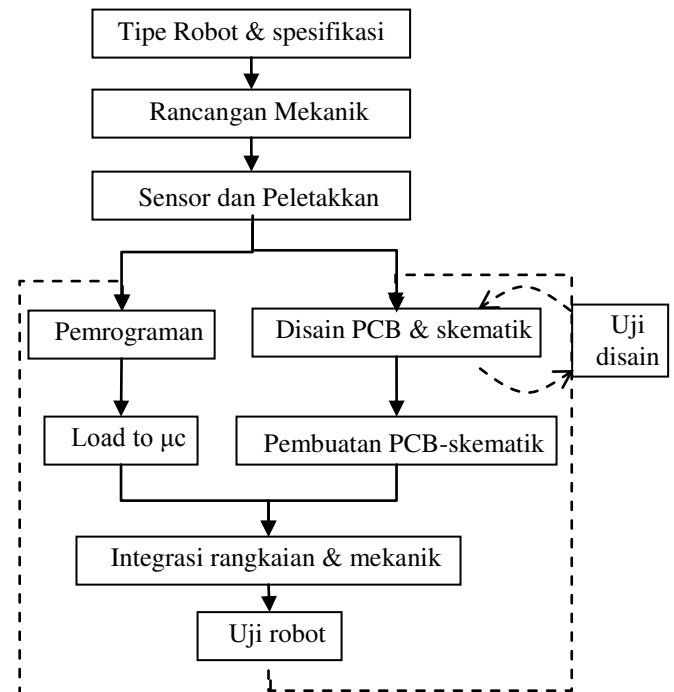 Tipe Robot & spesifikasi
Rancangan Mekanik
Sensor dan Peletakkan
Pemrograman
Disain PCB & skematik
Uji
disain
Load to μc
Pembuatan PCB-skematik
Integrasi rangkaian & mekanik
Uji robot